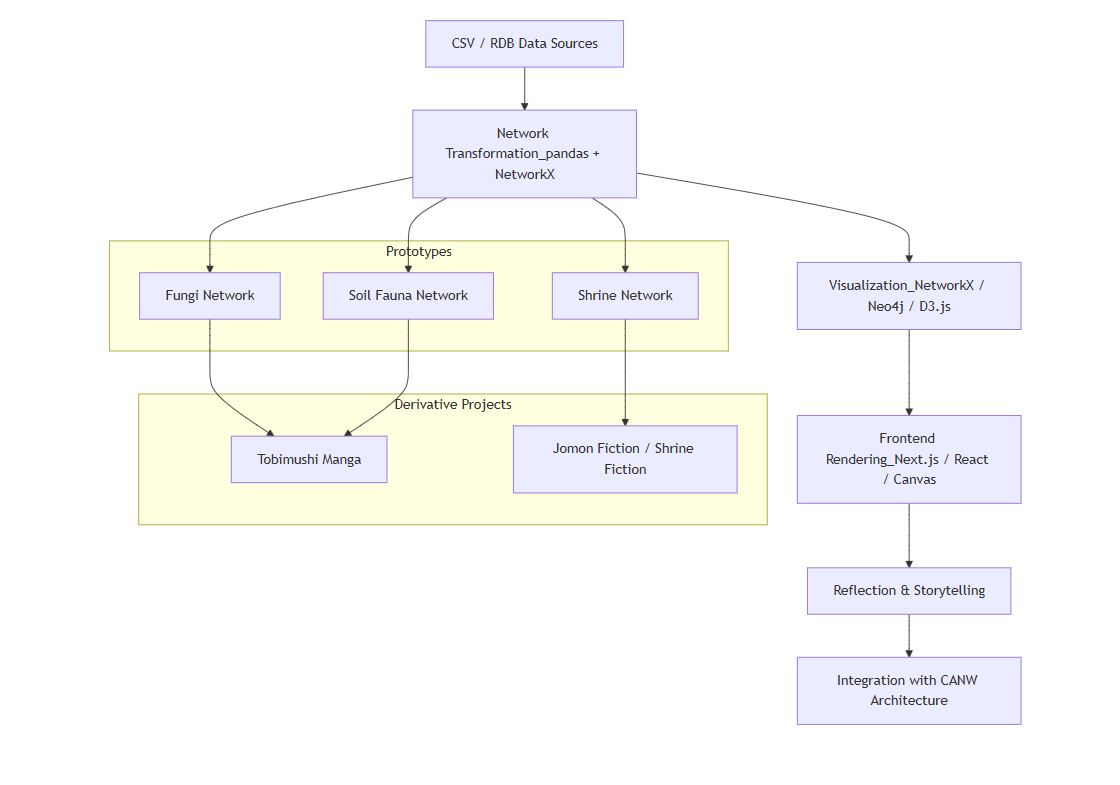 CSV / RDB Data Sources
Network
Transformation_pandas +
NetworkX
Prototypes
Fungi Network
Soil Fauna Network
Shrine Network
Visualization_NetworkX /
Neo4j / D3.js
Derivative Projects
Tobimushi Manga
Jomon Fiction / Shrine
Fiction
Frontend
Rendering_Next.js / React
/ Canvas
Reflection & Storytelling
Integration with CANW
Architecture